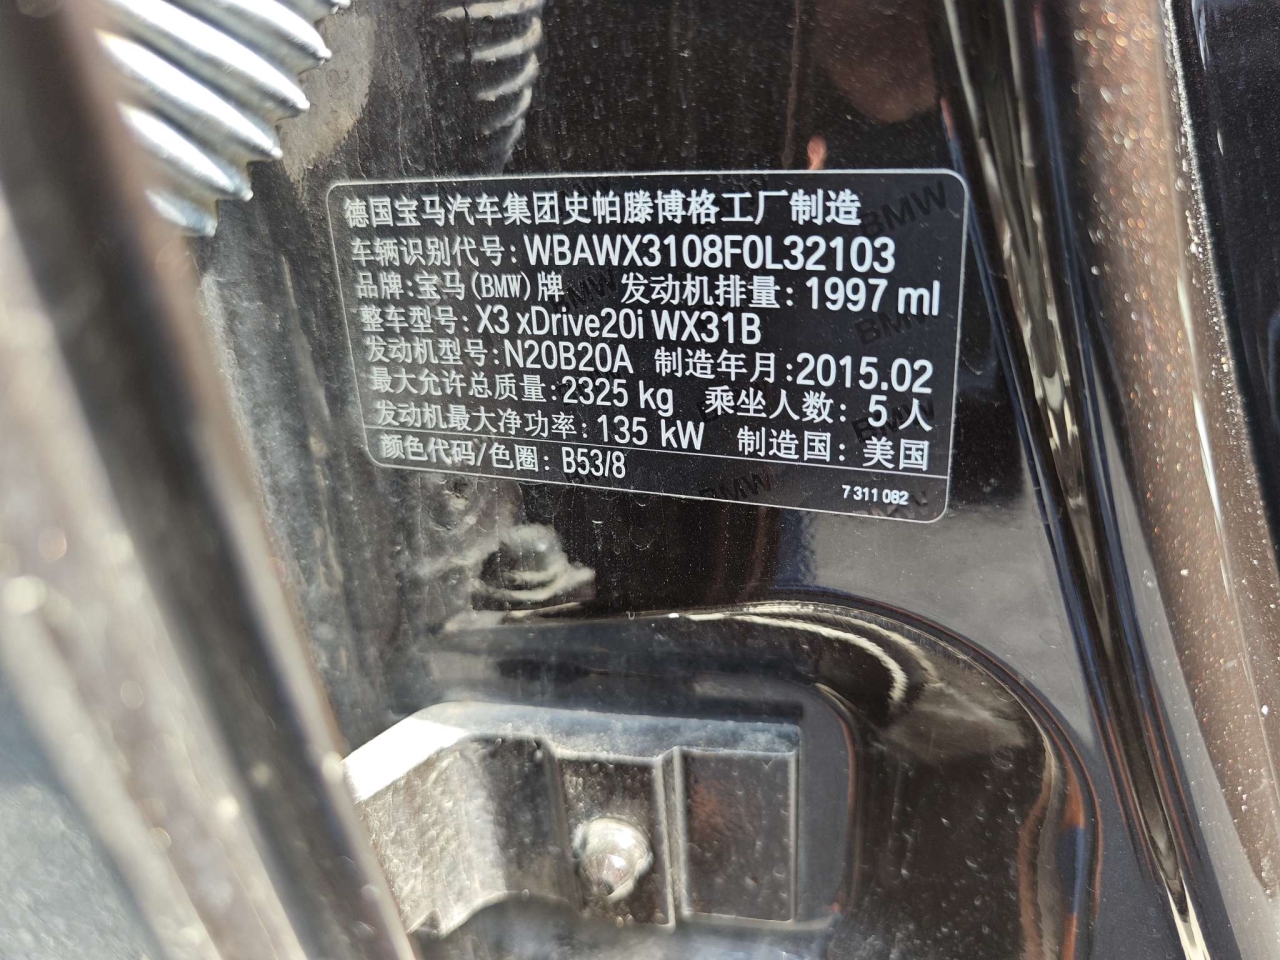 德国宝马汽车集团史帕滕博格工厂制造
车辆识别代号: WBAWX3108F0L32103
品牌: 宝马(BMW)牌 发动机排量: 1997 ml
整车型号: X3 xDrive20i WX31B
发动机型号: N20B20A 制造年月: 2015.02
最大允许总质量: 2325 kg 乘坐人数: 5 人
发动机最大净功率: 135 kW 制造国: 美国
颜色代码/色圈: B53/8
7 311 082